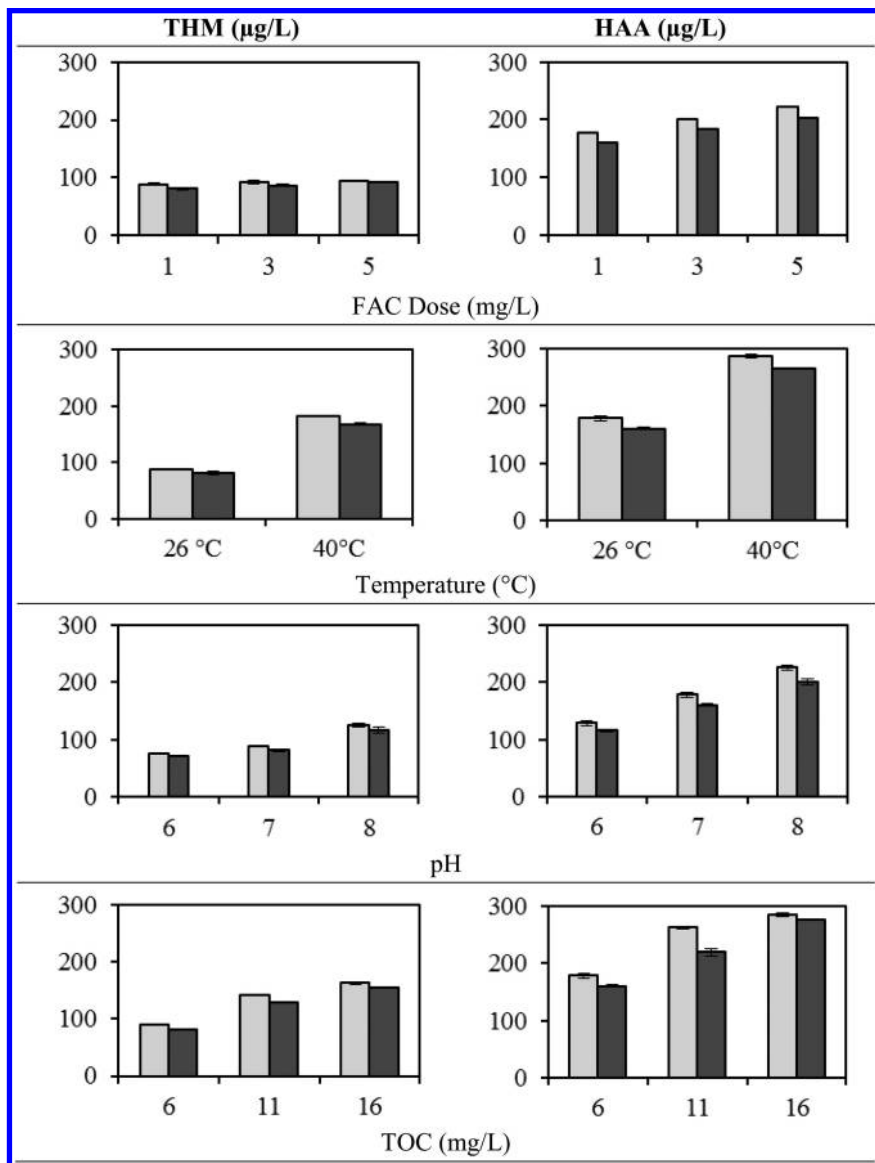 THM (µg/L) HAA (µg/L)
300 300
200 200
100 100
0 0
1 3 5 1 3 5
FAC Dose (mg/L)
300 300
200 200
100 100
0 0
26 °C 40°C 26 °C 40°C
Temperature (°C)
300 300
200 200
100 100
0 0
6 7 8 6 7 8
pH
300 300
200 200
100 100
0 0
6 11 16 6 11 16
TOC (mg/L)